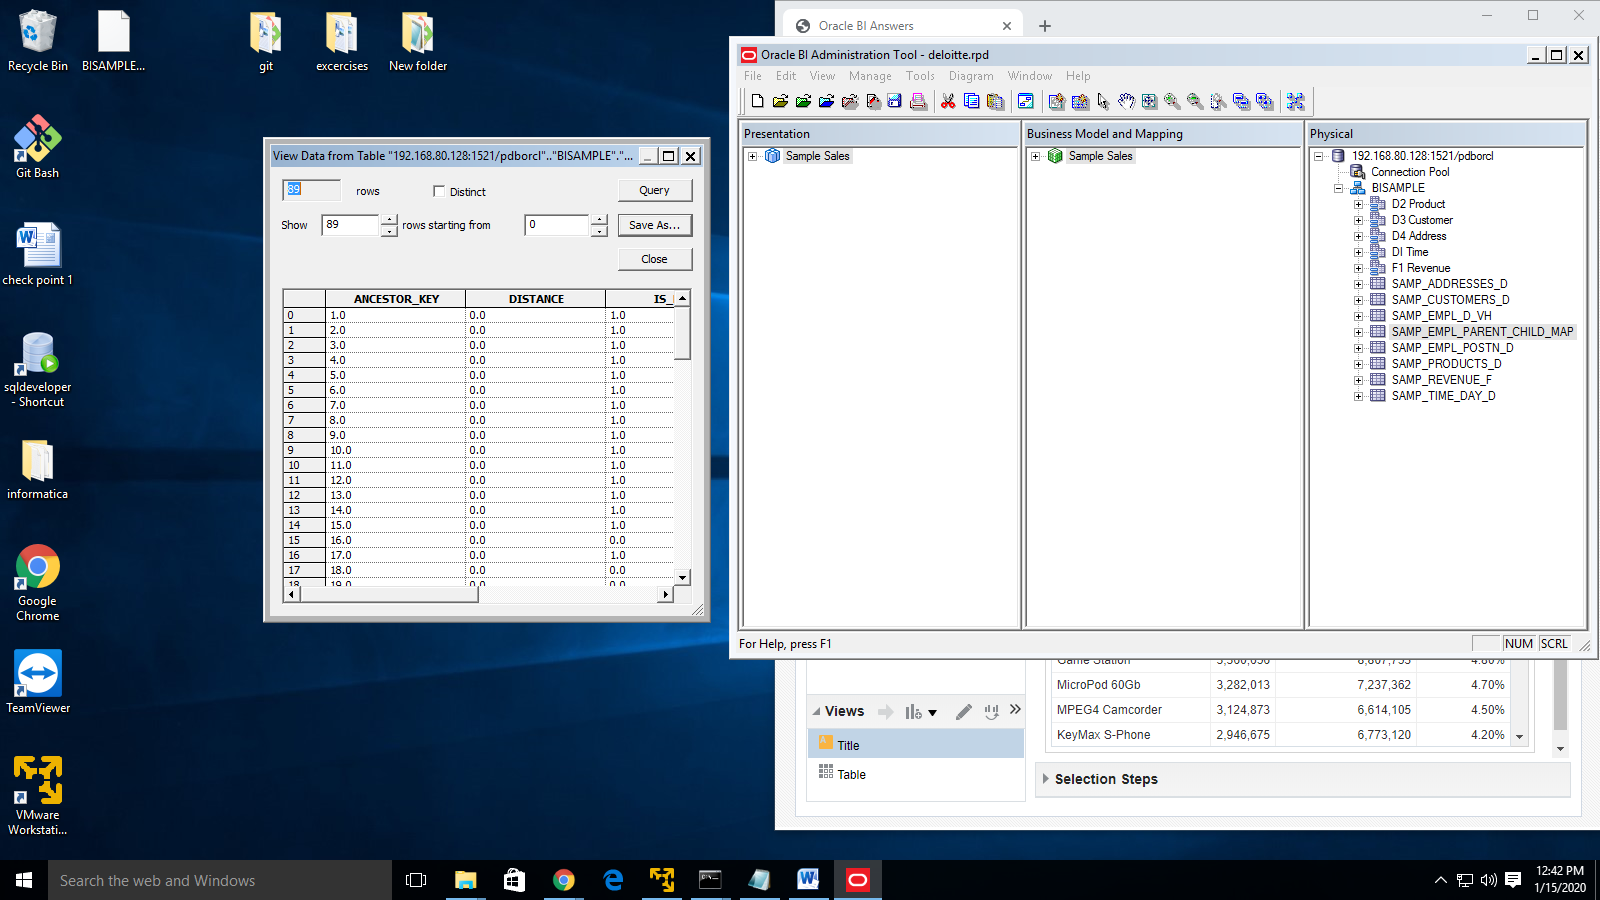 Recycle Bin
BISAMPLE...
git
excercises
New folder
Git Bash
check point 1
sqldeveloper
- Shortcut
informatica
Google
Chrome
TeamViewer
VMware
Workstati...
View Data from Table "192.168.80.128:1521/pdborcl".."BISAMPLE"."...
89 rows Distinct Query
Show 89 rows starting from 0 Save As...
Close
ANCESTOR_KEY DISTANCE IS_
0 1.0 0.0 1.0
1 2.0 0.0 1.0
2 3.0 0.0 1.0
3 4.0 0.0 1.0
4 5.0 0.0 1.0
5 6.0 0.0 1.0
6 7.0 0.0 1.0
7 8.0 0.0 1.0
8 9.0 0.0 1.0
9 10.0 0.0 1.0
10 11.0 0.0 1.0
11 12.0 0.0 1.0
12 13.0 0.0 1.0
13 14.0 0.0 1.0
14 15.0 0.0 1.0
15 16.0 0.0 0.0
16 17.0 0.0 1.0
17 18.0 0.0 0.0
18 19.0 0.0 0.0
Oracle BI Answers
Oracle BI Administration Tool - deloitte.rpd
File Edit View Manage Tools Diagram Window Help
Presentation
Sample Sales
Business Model and Mapping
Sample Sales
Physical
192.168.80.128:1521/pdborcl
Connection Pool
BISAMPLE
D2 Product
D3 Customer
D4 Address
DI Time
F1 Revenue
SAMP_ADDRESSES_D
SAMP_CUSTOMERS_D
SAMP_EMPL_D_VH
SAMP_EMPL_PARENT_CHILD_MAP
SAMP_EMPL_POSTN_D
SAMP_PRODUCTS_D
SAMP_REVENUE_F
SAMP_TIME_DAY_D
For Help, press F1
NUM SCRL
Game Station 4.80%
MicroPod 60Gb 3,282,013 7,237,362 4.70%
MPEG4 Camcorder 3,124,873 6,614,105 4.50%
KeyMax S-Phone 2,946,675 6,773,120 4.20%
Views
Title
Table
Selection Steps
Search the web and Windows
12:42 PM
1/15/2020